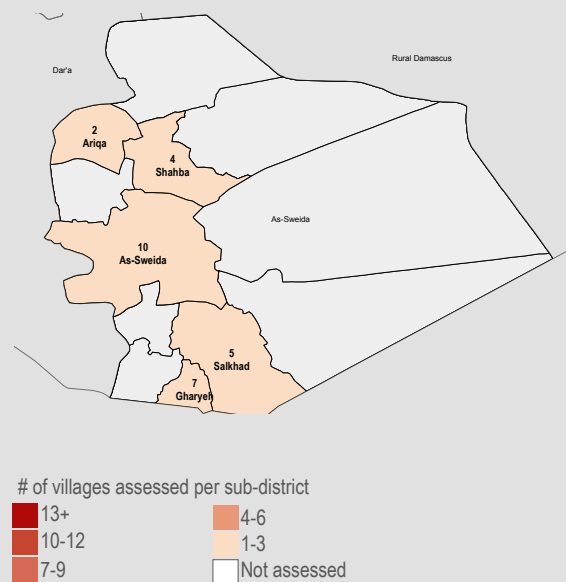 Dar'a
Rural Damascus
2
Ariqa
4
Shahba
As-Sweida
10
As-Sweida
5
Salkhad
7
Gharyeh
# of villages assessed per sub-district
13+
10-12
7-9
4-6
1-3
Not assessed